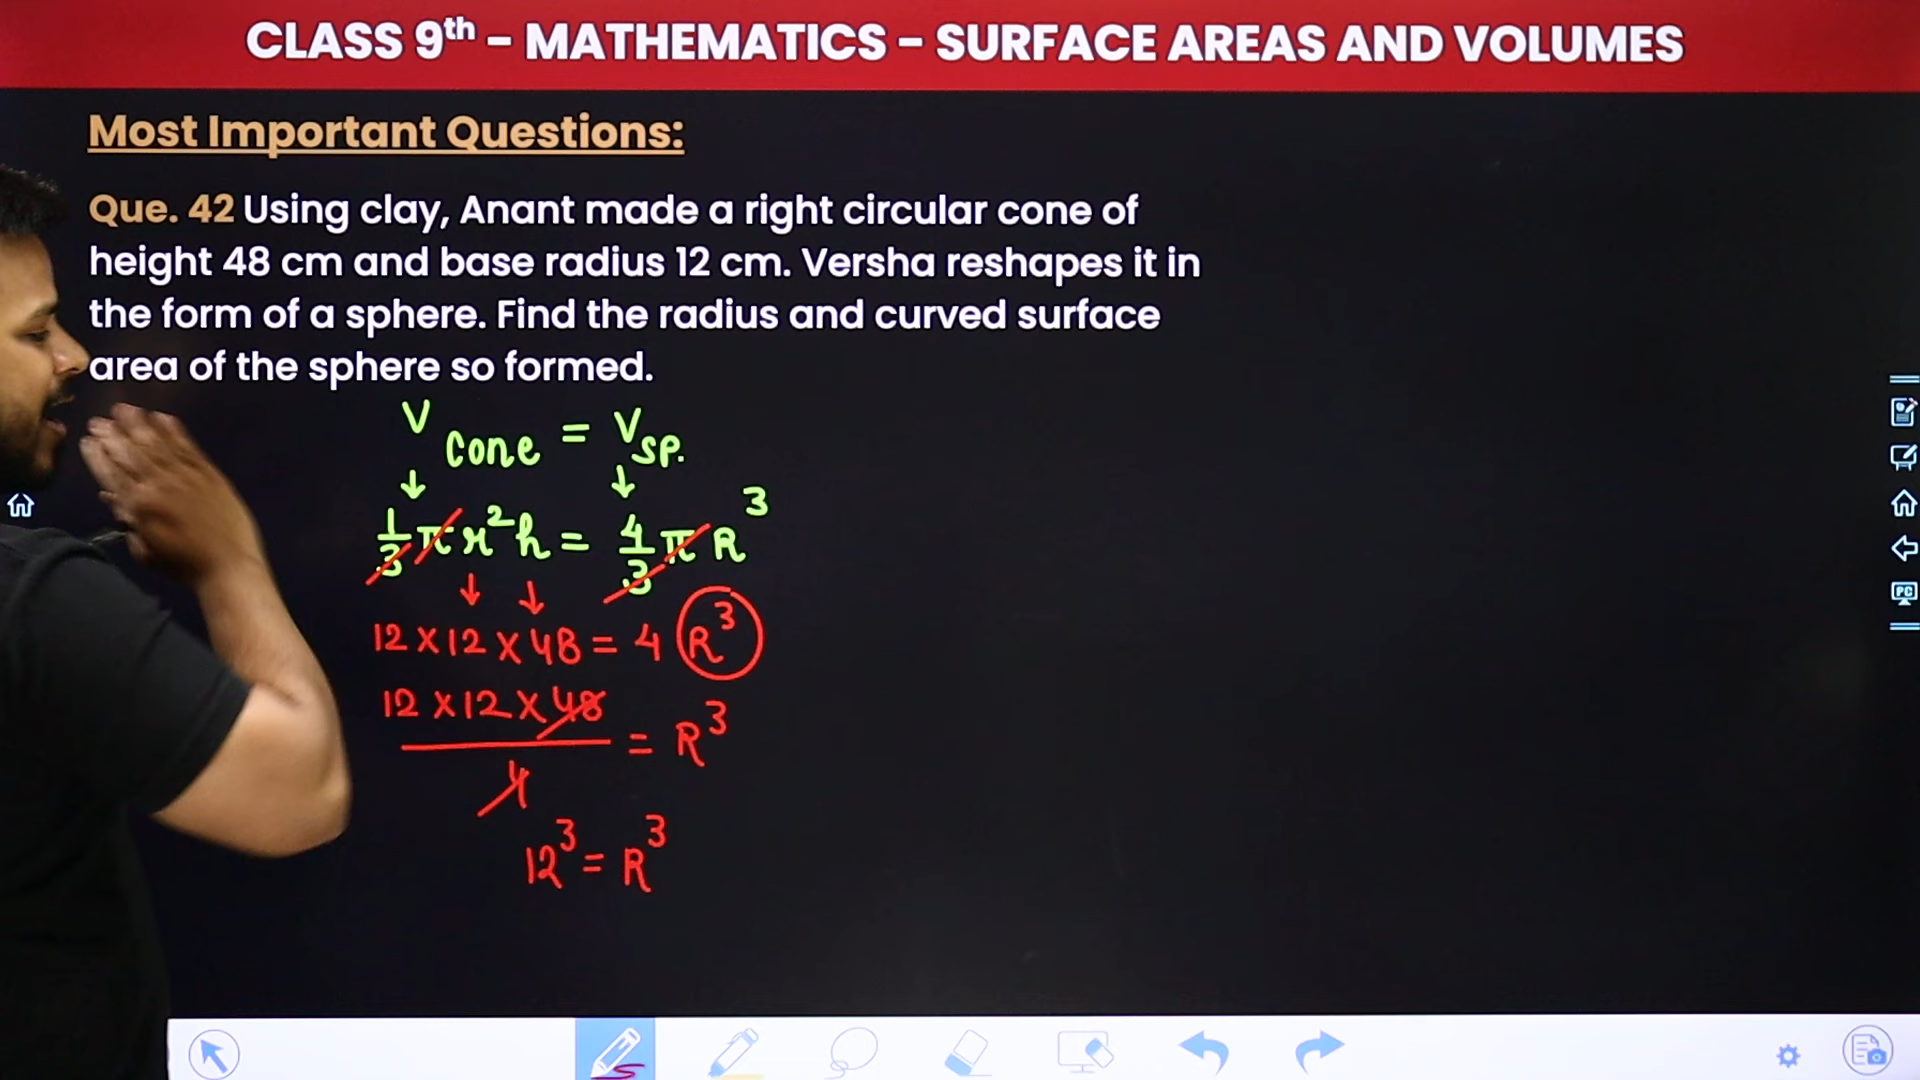 CLASS 9th - MATHEMATICS - SURFACE AREAS AND VOLUMES
Most Important Questions:
Que. 42 Using clay, Anant made a right circular cone of
height 48 cm and base radius 12 cm. Versha reshapes it in
the form of a sphere. Find the radius and curved surface
area of the sphere so formed.
V Cone = V SP.
↓ ↓
1/3 π r² h = 4/3 π R³
↓ ↓
12 × 12 × 48 = 4 R³
12 × 12 × 48 / 4 = R³
12³ = R³
PC